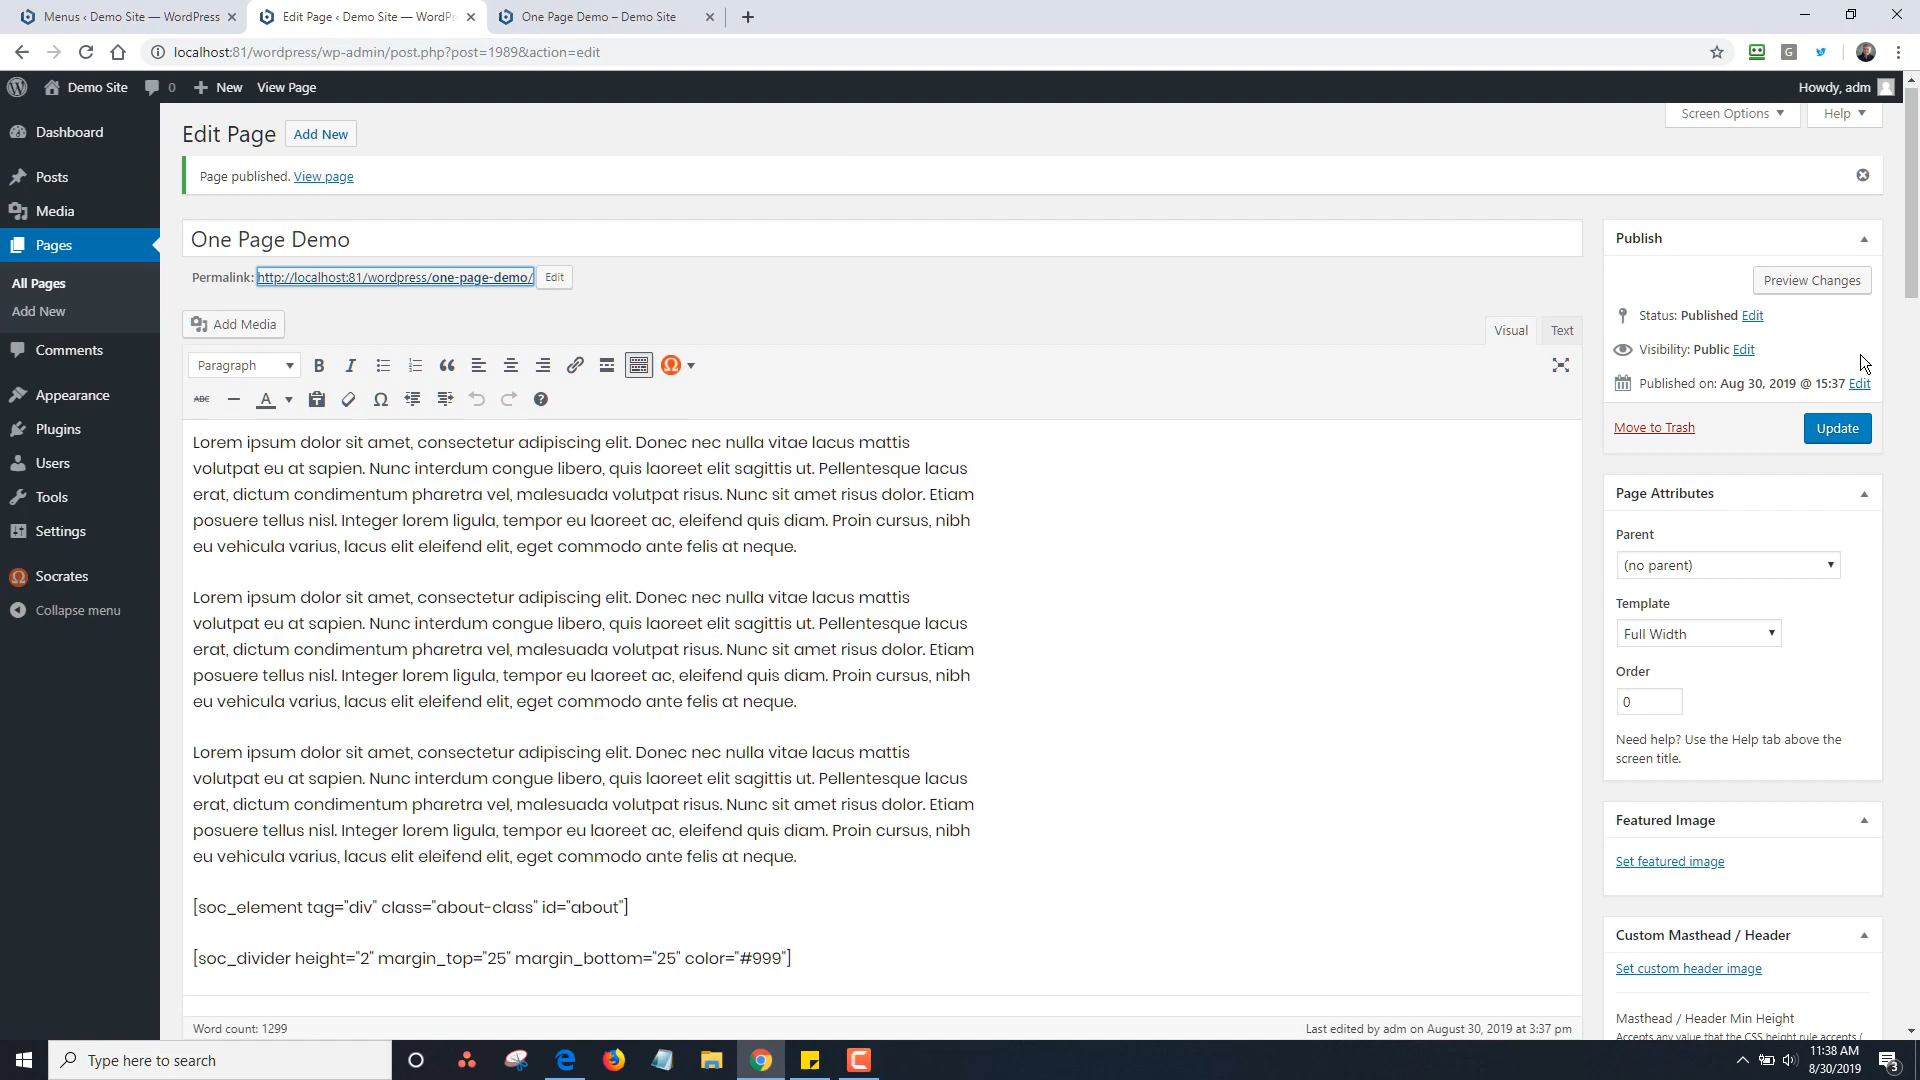 Menus ‹ Demo Site — WordPress
Edit Page ‹ Demo Site — WordPr
One Page Demo – Demo Site
localhost:81/wordpress/wp-admin/post.php?post=1989&action=edit
Demo Site
0
New
View Page
Howdy, adm
Dashboard
Posts
Media
Pages
All Pages
Add New
Comments
Appearance
Plugins
Users
Tools
Settings
Socrates
Collapse menu
Screen Options
Help
Edit Page
Add New
Page published. View page
One Page Demo
Permalink: http://localhost:81/wordpress/one-page-demo/ Edit
Add Media
Visual
Text
Paragraph
B
I
ABC
A
Lorem ipsum dolor sit amet, consectetur adipiscing elit. Donec nec nulla vitae lacus mattis
volutpat eu at sapien. Nunc interdum congue libero, quis laoreet elit sagittis ut. Pellentesque lacus
erat, dictum condimentum pharetra vel, malesuada volutpat risus. Nunc sit amet risus dolor. Etiam
posuere tellus nisl. Integer lorem ligula, tempor eu laoreet ac, eleifend quis diam. Proin cursus, nibh
eu vehicula varius, lacus elit eleifend elit, eget commodo ante felis at neque.
Lorem ipsum dolor sit amet, consectetur adipiscing elit. Donec nec nulla vitae lacus mattis
volutpat eu at sapien. Nunc interdum congue libero, quis laoreet elit sagittis ut. Pellentesque lacus
erat, dictum condimentum pharetra vel, malesuada volutpat risus. Nunc sit amet risus dolor. Etiam
posuere tellus nisl. Integer lorem ligula, tempor eu laoreet ac, eleifend quis diam. Proin cursus, nibh
eu vehicula varius, lacus elit eleifend elit, eget commodo ante felis at neque.
Lorem ipsum dolor sit amet, consectetur adipiscing elit. Donec nec nulla vitae lacus mattis
volutpat eu at sapien. Nunc interdum congue libero, quis laoreet elit sagittis ut. Pellentesque lacus
erat, dictum condimentum pharetra vel, malesuada volutpat risus. Nunc sit amet risus dolor. Etiam
posuere tellus nisl. Integer lorem ligula, tempor eu laoreet ac, eleifend quis diam. Proin cursus, nibh
eu vehicula varius, lacus elit eleifend elit, eget commodo ante felis at neque.
[soc_element tag="div" class="about-class" id="about"]
[soc_divider height="2" margin_top="25" margin_bottom="25" color="#999"]
Word count: 1299
Last edited by adm on August 30, 2019 at 3:37 pm
Publish
Preview Changes
Status: Published Edit
Visibility: Public Edit
Published on: Aug 30, 2019 @ 15:37 Edit
Move to Trash
Update
Page Attributes
Parent
(no parent)
Template
Full Width
Order
0
Need help? Use the Help tab above the
screen title.
Featured Image
Set featured image
Custom Masthead / Header
Set custom header image
Masthead / Header Min Height
Accepts any value that the CSS height rule accepts (
Type here to search
11:38 AM
8/30/2019
3